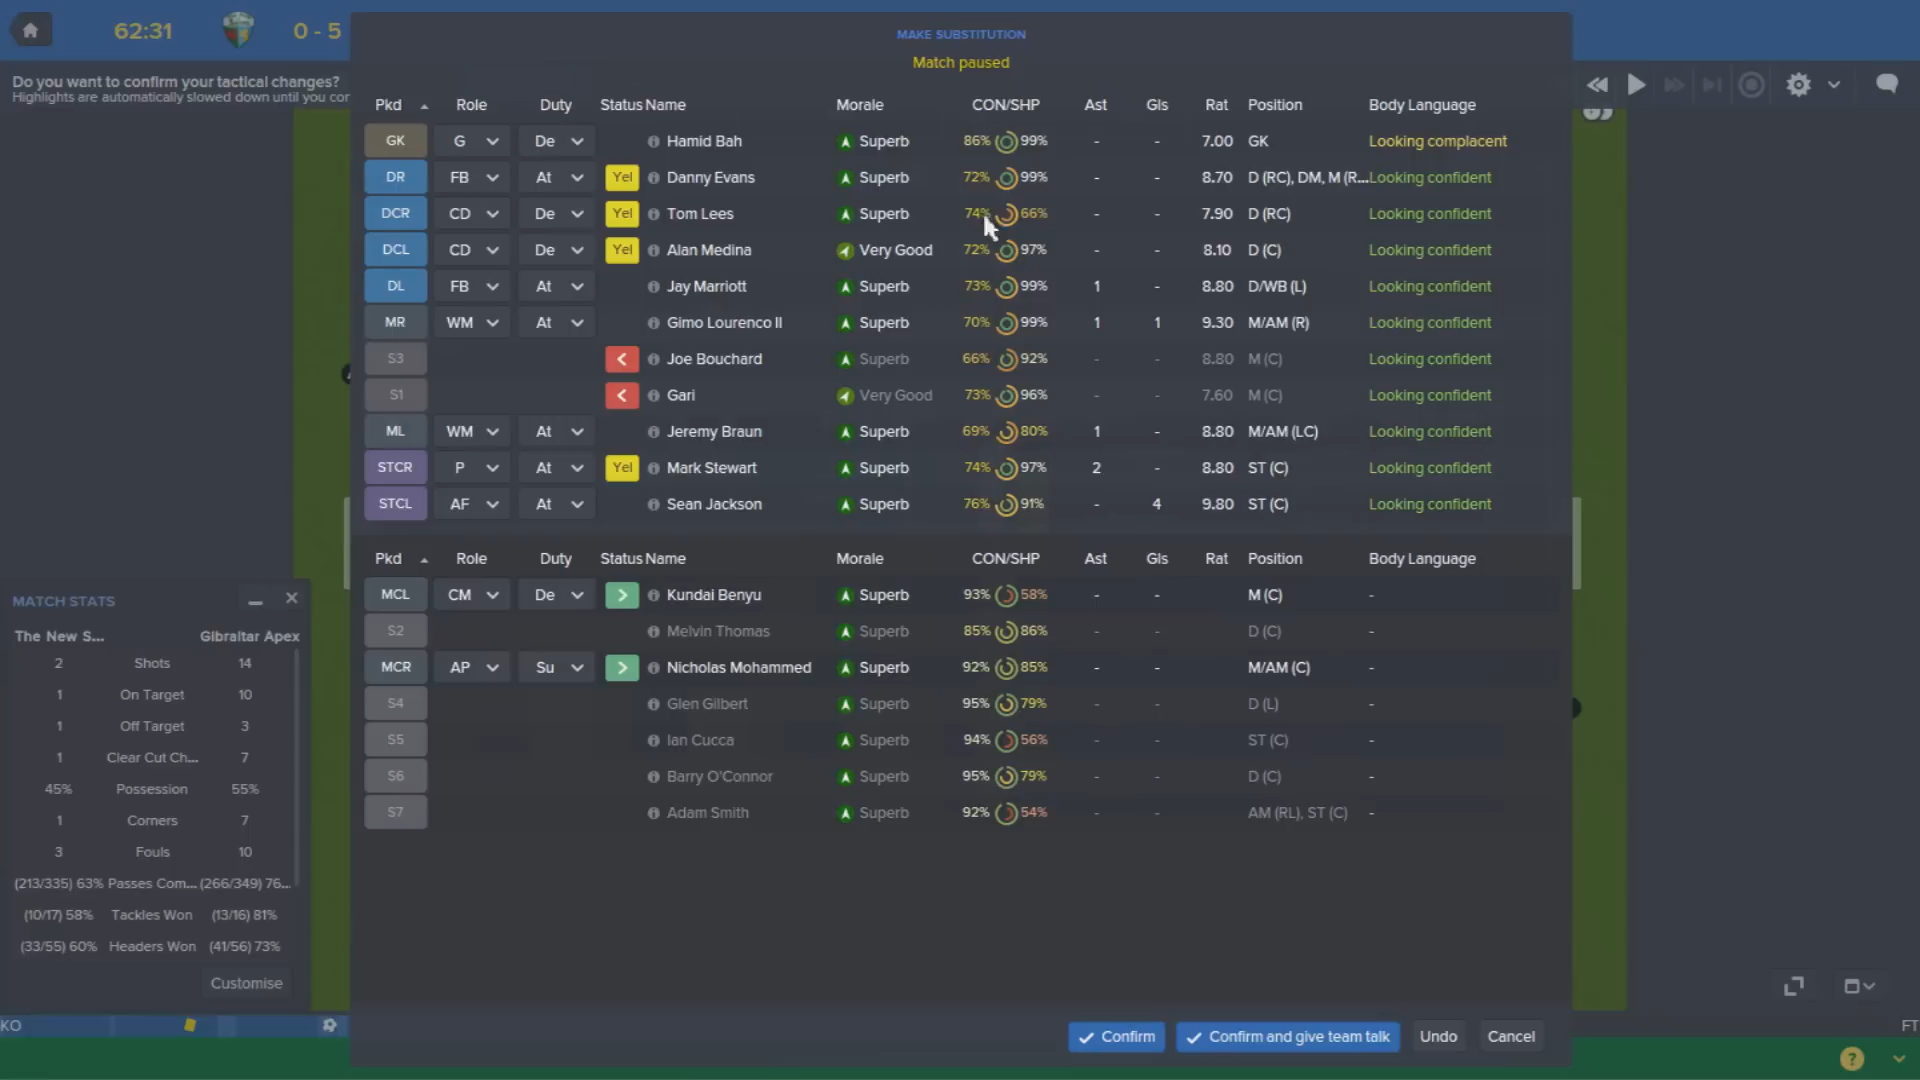 62:31
0 - 5
MAKE SUBSTITUTION
Match paused
Do you want to confirm your tactical changes?
Highlights are automatically slowed down until you con
Pkd Role Duty Status Name Morale CON/SHP Ast Gls Rat Position Body Language
GK G De Hamid Bah Superb 86% 99% - - 7.00 GK Looking complacent
DR FB At Yel Danny Evans Superb 72% 99% - - 8.70 D (RC), DM, M (R... Looking confident
DCR CD De Yel Tom Lees Superb 74% 66% - - 7.90 D (RC) Looking confident
DCL CD De Yel Alan Medina Very Good 72% 97% - - 8.10 D (C) Looking confident
DL FB At Jay Marriott Superb 73% 99% 1 - 8.80 D/WB (L) Looking confident
MR WM At Gimo Lourenco II Superb 70% 99% 1 1 9.30 M/AM (R) Looking confident
S3 Joe Bouchard Superb 66% 92% - - 8.80 M (C) Looking confident
S1 Gari Very Good 73% 96% - - 7.60 M (C) Looking confident
ML WM At Jeremy Braun Superb 69% 80% 1 - 8.80 M/AM (LC) Looking confident
STCR P At Yel Mark Stewart Superb 74% 97% 2 - 8.80 ST (C) Looking confident
STCL AF At Sean Jackson Superb 76% 91% - 4 9.80 ST (C) Looking confident
Pkd Role Duty Status Name Morale CON/SHP Ast Gls Rat Position Body Language
MCL CM De Kundai Benyu Superb 93% 58% - - M (C) -
S2 Melvin Thomas Superb 85% 86% - - D (C) -
MCR AP Su Nicholas Mohammed Superb 92% 85% - - M/AM (C) -
S4 Glen Gilbert Superb 95% 79% - - D (L) -
S5 Ian Cucca Superb 94% 56% - - ST (C) -
S6 Barry O'Connor Superb 95% 79% - - D (C) -
S7 Adam Smith Superb 92% 54% - - AM (RL), ST (C) -
MATCH STATS
The New S... Gibraltar Apex
2 Shots 14
1 On Target 10
1 Off Target 3
1 Clear Cut Ch... 7
45% Possession 55%
1 Corners 7
3 Fouls 10
(213/335) 63% Passes Com... (266/349) 76...
(10/17) 58% Tackles Won (13/16) 81%
(33/55) 60% Headers Won (41/56) 73%
Customise
KO
FT
Confirm
Confirm and give team talk
Undo
Cancel
?